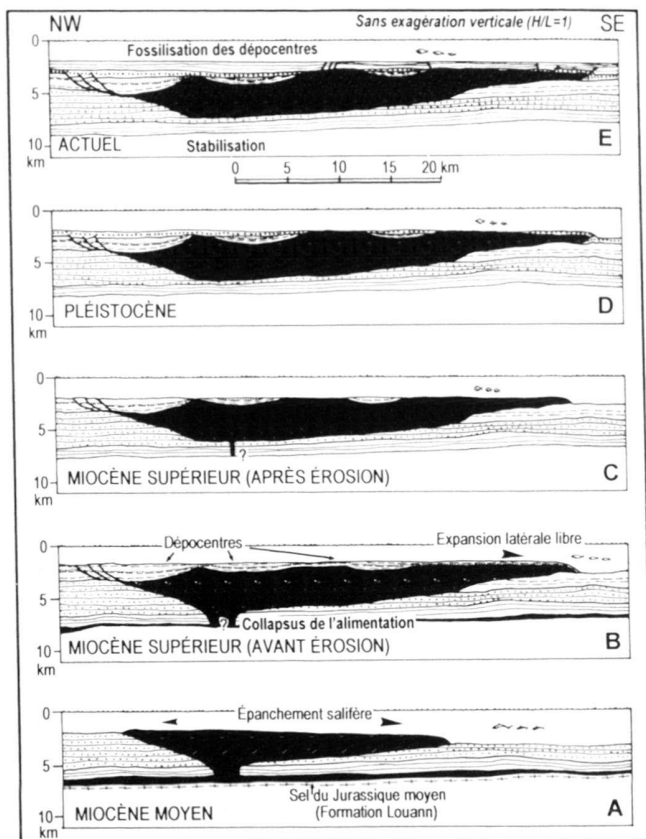 NW
Sans exagération verticale (H/L=1)
SE
0
Fossilisation des dépocentres
5
10
km
ACTUEL
Stabilisation
E
0 5 10 15 20 km
0
5
10
km
PLÉISTOCÈNE
D
0
5
?
10
km
MIOCÈNE SUPÉRIEUR (APRÈS ÉROSION)
C
Dépocentres
Expansion latérale libre
0
5
? Collapsus de l'alimentation
10
km
MIOCÈNE SUPÉRIEUR (AVANT ÉROSION)
B
Épanchement salifère
0
5
10
km
MIOCÈNE MOYEN
Sel du Jurassique moyen
(Formation Louann)
A